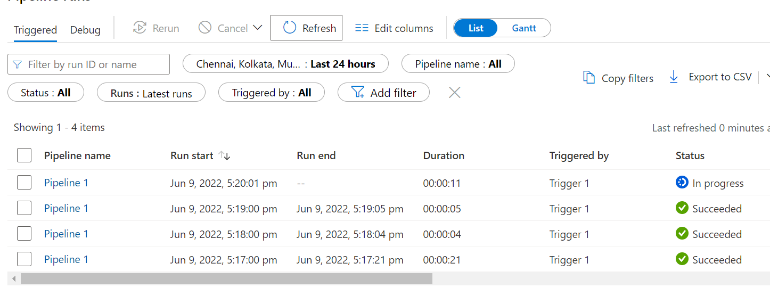 Triggered Debug Rerun Cancel Refresh Edit columns List Gantt
Filter by run ID or name Chennai, Kolkata, Mu... : Last 24 hours Pipeline name : All
Copy filters Export to CSV
Status : All Runs : Latest runs Triggered by : All Add filter
Showing 1 - 4 items Last refreshed 0 minutes a
Pipeline name Run start Run end Duration Triggered by Status
Pipeline 1 Jun 9, 2022, 5:20:01 pm -- 00:00:11 Trigger 1 In progress
Pipeline 1 Jun 9, 2022, 5:19:00 pm Jun 9, 2022, 5:19:05 pm 00:00:05 Trigger 1 Succeeded
Pipeline 1 Jun 9, 2022, 5:18:00 pm Jun 9, 2022, 5:18:04 pm 00:00:04 Trigger 1 Succeeded
Pipeline 1 Jun 9, 2022, 5:17:00 pm Jun 9, 2022, 5:17:21 pm 00:00:21 Trigger 1 Succeeded